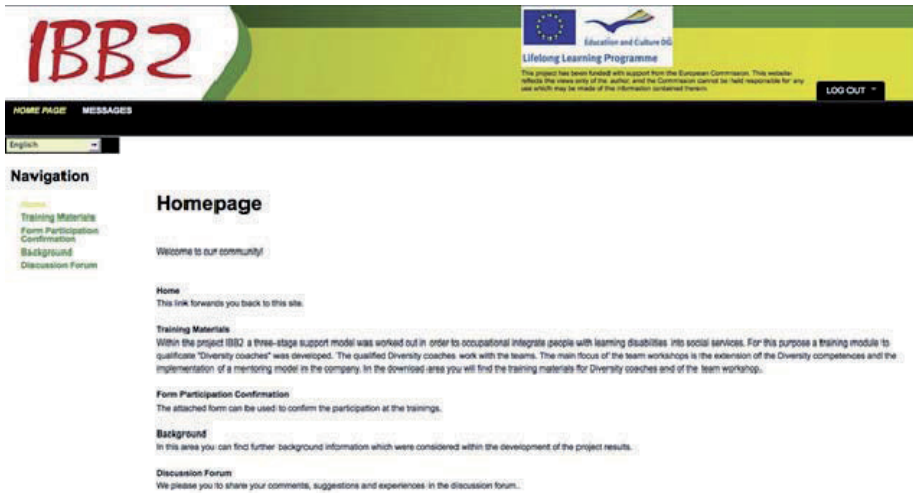 IBB2
Education and Culture DG
Lifelong Learning Programme
This project has been funded with support from the European Commission. This website
reflects the views only of the author, and the Commission cannot be held responsible for any
use which may be made of the information contained therein.
LOG OUT
HOME PAGE MESSAGES
English
Navigation
Home
Training Materials
Form Participation
Confirmation
Background
Discussion Forum
Homepage
Welcome to our community!
Home
This link forwards you back to this site.
Training Materials
Within the project IBB2 a three-stage support model was worked out in order to occupational integrate people with learning disabilities into social services. For this purpose a training module to
qualificate "Diversity coaches" was developed. The qualified Diversity coaches work with the teams. The main focus of the team workshops is the extension of the Diversity competences and the
implementation of a mentoring model in the company. In the download area you will find the training materials for Diversity coaches and of the team workshop.
Form Participation Confirmation
The attached form can be used to confirm the participation at the trainings.
Background
In this area you can find further background information which were considered within the development of the project results.
Discussion Forum
We please you to share your comments, suggestions and experiences in the discussion forum.